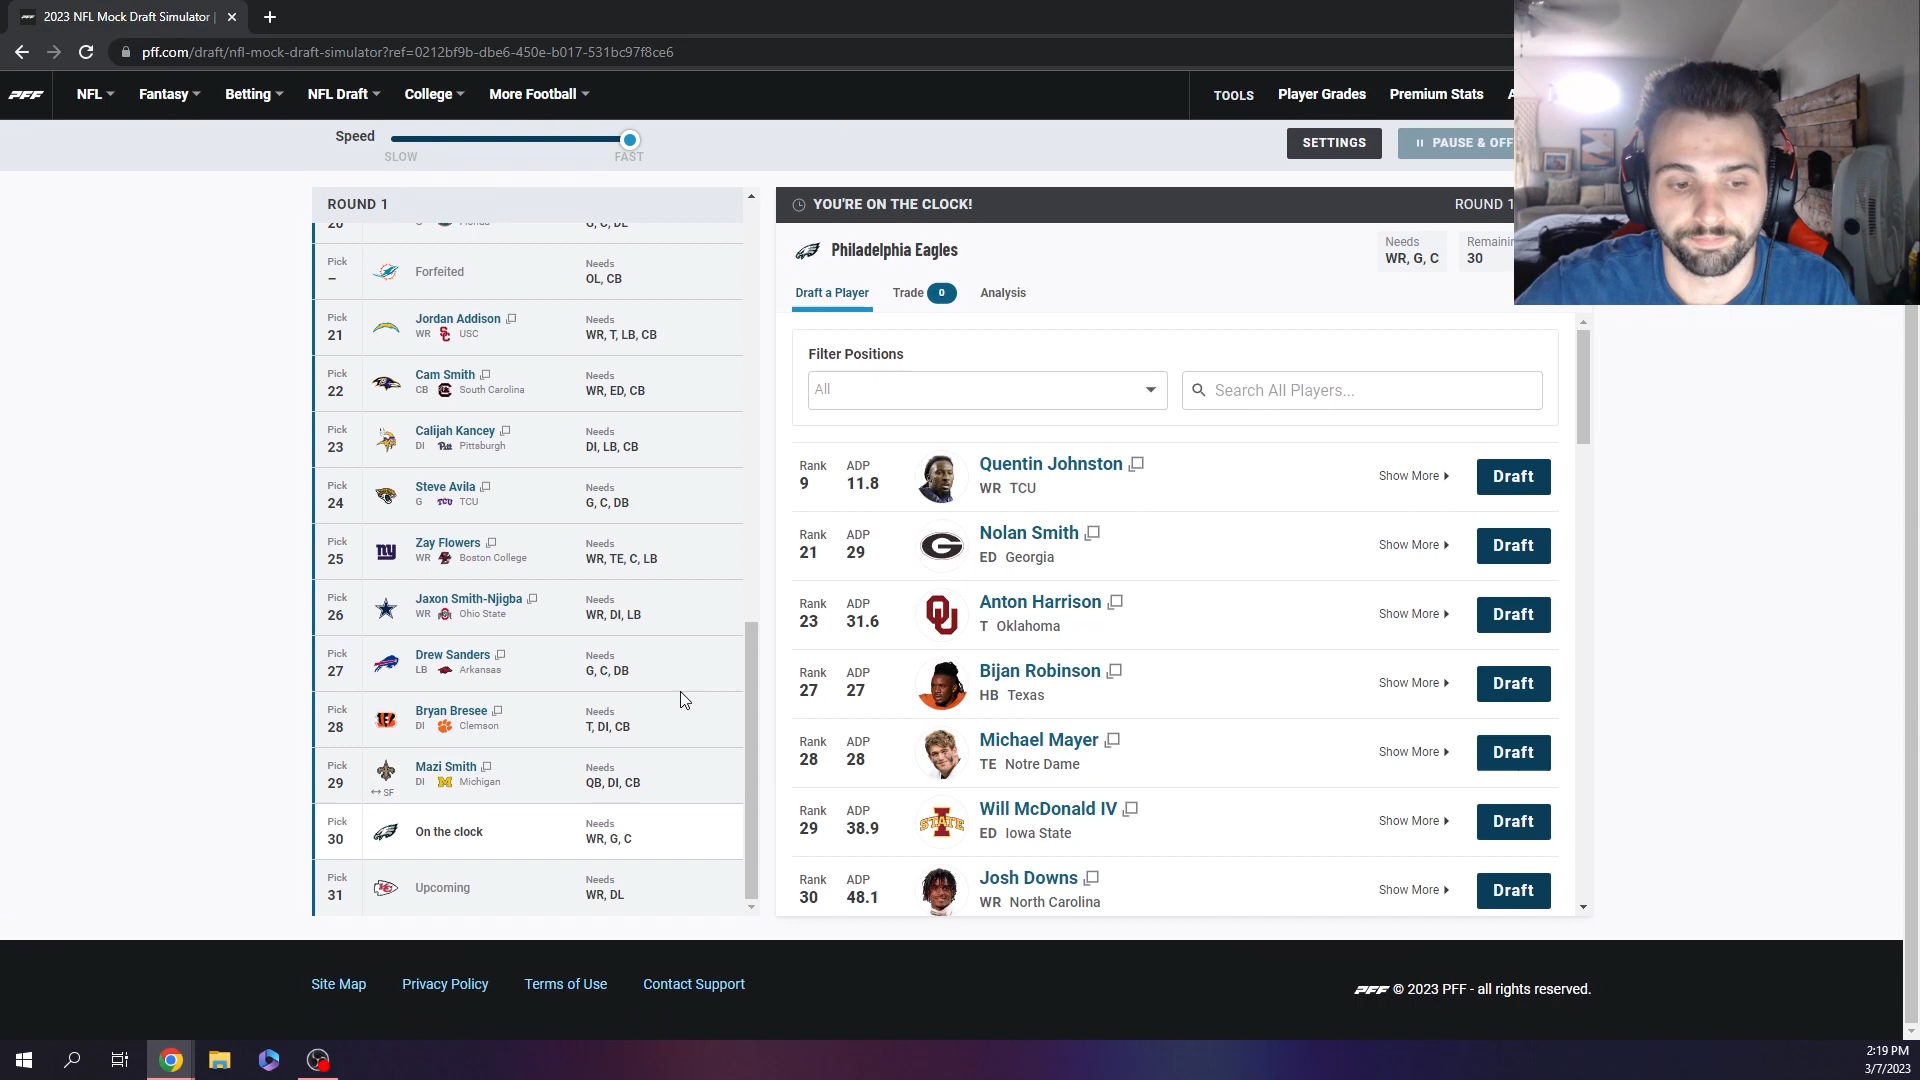 2023 NFL Mock Draft Simulator |
pff.com/draft/nfl-mock-draft-simulator?ref=0212bf9b-dbe6-450e-b017-531bc97f8ce6
PFF
NFL
Fantasy
Betting
NFL Draft
College
More Football
TOOLS
Player Grades
Premium Stats
A
Speed
SLOW
FAST
SETTINGS
PAUSE & OFF
ROUND 1
G, C, DL
Pick
–
Forfeited
Needs
OL, CB
Pick
21
Jordan Addison
WR USC
Needs
WR, T, LB, CB
Pick
22
Cam Smith
CB South Carolina
Needs
WR, ED, CB
Pick
23
Calijah Kancey
DI Pitt Pittsburgh
Needs
DI, LB, CB
Pick
24
Steve Avila
G TCU TCU
Needs
G, C, DB
Pick
25
ny
Zay Flowers
WR Boston College
Needs
WR, TE, C, LB
Pick
26
Jaxon Smith-Njigba
WR Ohio State
Needs
WR, DI, LB
Pick
27
Drew Sanders
LB Arkansas
Needs
G, C, DB
Pick
28
Bryan Bresee
DI Clemson
Needs
T, DI, CB
Pick
29
↔ SF
Mazi Smith
DI Michigan
Needs
QB, DI, CB
Pick
30
On the clock
Needs
WR, G, C
Pick
31
Upcoming
Needs
WR, DL
YOU'RE ON THE CLOCK!
ROUND 1
Philadelphia Eagles
Needs
WR, G, C
Remainin
30
Draft a Player
Trade 0
Analysis
Filter Positions
All
Search All Players...
Rank
9
ADP
11.8
Quentin Johnston
WR TCU
Show More
Draft
Rank
21
ADP
29
Nolan Smith
ED Georgia
Show More
Draft
Rank
23
ADP
31.6
Anton Harrison
T Oklahoma
Show More
Draft
Rank
27
ADP
27
Bijan Robinson
HB Texas
Show More
Draft
Rank
28
ADP
28
Michael Mayer
TE Notre Dame
Show More
Draft
Rank
29
ADP
38.9
STATE
Will McDonald IV
ED Iowa State
Show More
Draft
Rank
30
ADP
48.1
Josh Downs
WR North Carolina
Show More
Draft
Site Map
Privacy Policy
Terms of Use
Contact Support
PFF © 2023 PFF - all rights reserved.
2:19 PM
3/7/2023